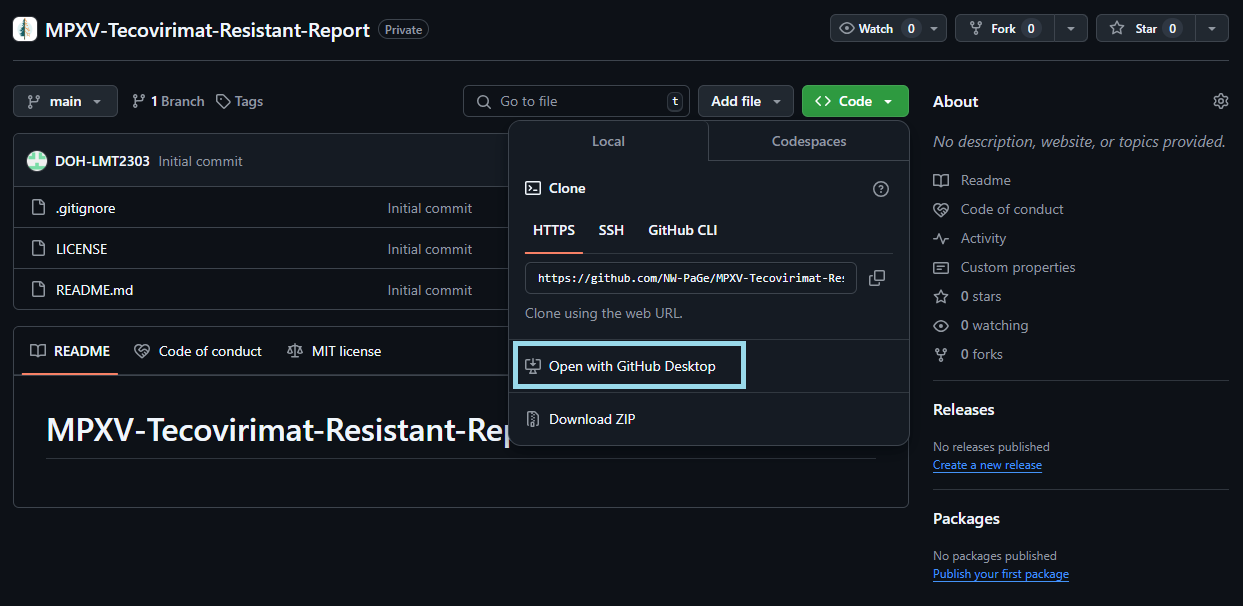 MPXV-Tecovirimat-Resistant-Report Private
Watch 0
Fork 0
Star 0
main
1 Branch
Tags
Go to file t
Add file
Code
DOH-LMT2303 Initial commit
.gitignore Initial commit
LICENSE Initial commit
README.md Initial commit
README
Code of conduct
MIT license
MPXV-Tecovirimat-Resistant-Rep
Local
Codespaces
Clone
HTTPS
SSH
GitHub CLI
https://github.com/NW-PaGe/MPXV-Tecovirimat-Res
Clone using the web URL.
Open with GitHub Desktop
Download ZIP
About
No description, website, or topics provided.
Readme
Code of conduct
Activity
Custom properties
0 stars
0 watching
0 forks
Releases
No releases published
Create a new release
Packages
No packages published
Publish your first package